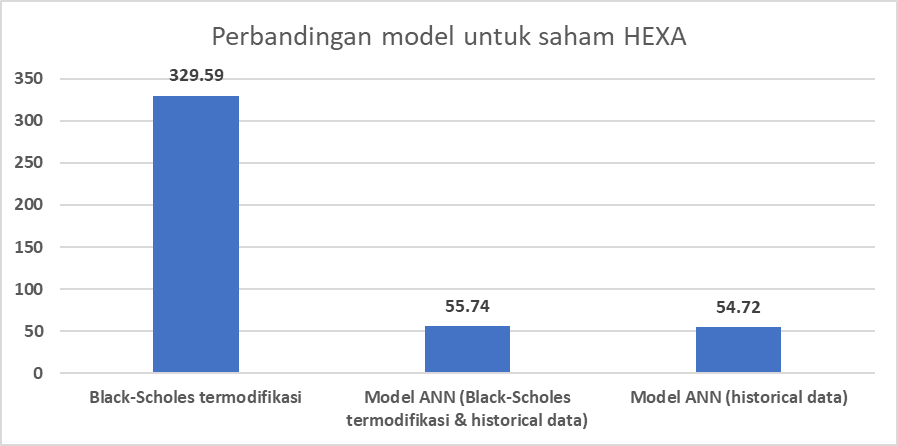 Perbandingan model untuk saham HEXA
350
300
250
200
150
100
50
0
329.59
55.74
54.72
Black-Scholes termodifikasi
Model ANN (Black-Scholes
termodifikasi & historical data)
Model ANN (historical data)